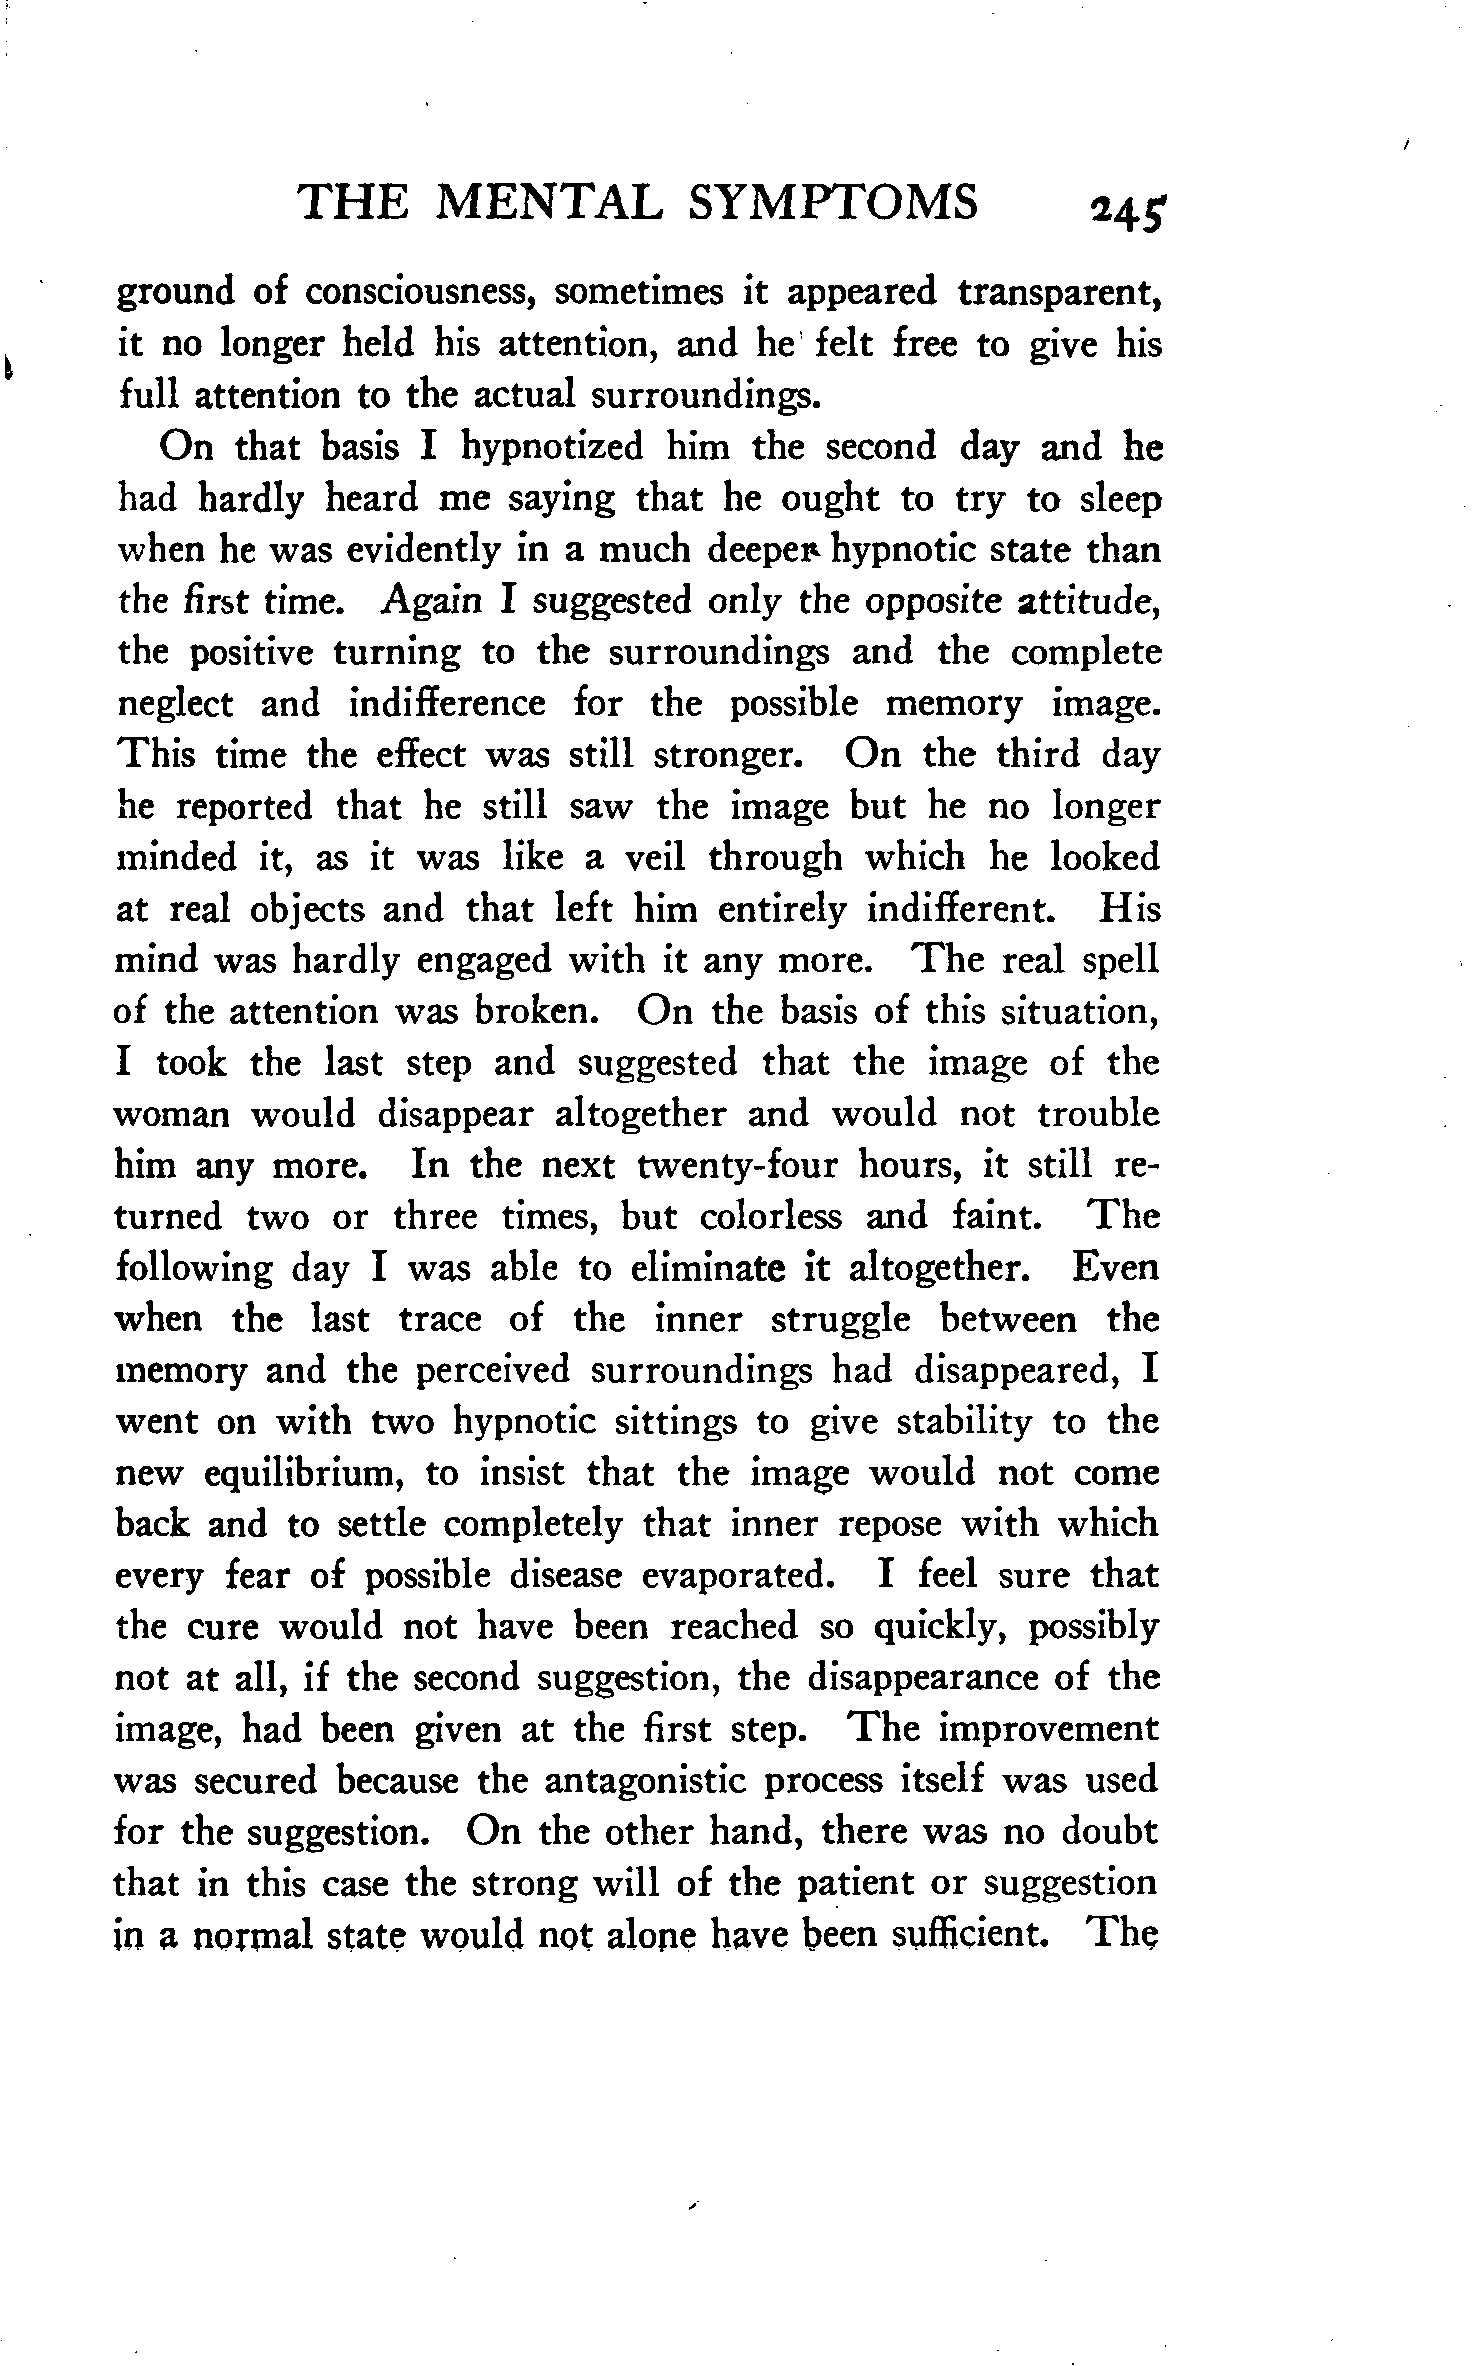 THE MENTAL SYMPTOMS 245
ground of consciousness, sometimes it appeared transparent,
it no longer held his attention, and he felt free to give his
full attention to the actual surroundings.
On that basis I hypnotized him the second day and he
had hardly heard me saying that he ought to try to sleep
when he was evidently in a much deeper hypnotic state than
the first time. Again I suggested only the opposite attitude,
the positive turning to the surroundings and the complete
neglect and indifference for the possible memory image.
This time the effect was still stronger. On the third day
he reported that he still saw the image but he no longer
minded it, as it was like a veil through which he looked
at real objects and that left him entirely indifferent. His
mind was hardly engaged with it any more. The real spell
of the attention was broken. On the basis of this situation,
I took the last step and suggested that the image of the
woman would disappear altogether and would not trouble
him any more. In the next twenty-four hours, it still re-
turned two or three times, but colorless and faint. The
following day I was able to eliminate it altogether. Even
when the last trace of the inner struggle between the
memory and the perceived surroundings had disappeared, I
went on with two hypnotic sittings to give stability to the
new equilibrium, to insist that the image would not come
back and to settle completely that inner repose with which
every fear of possible disease evaporated. I feel sure that
the cure would not have been reached so quickly, possibly
not at all, if the second suggestion, the disappearance of the
image, had been given at the first step. The improvement
was secured because the antagonistic process itself was used
for the suggestion. On the other hand, there was no doubt
that in this case the strong will of the patient or suggestion
in a normal state would not alone have been sufficient. The